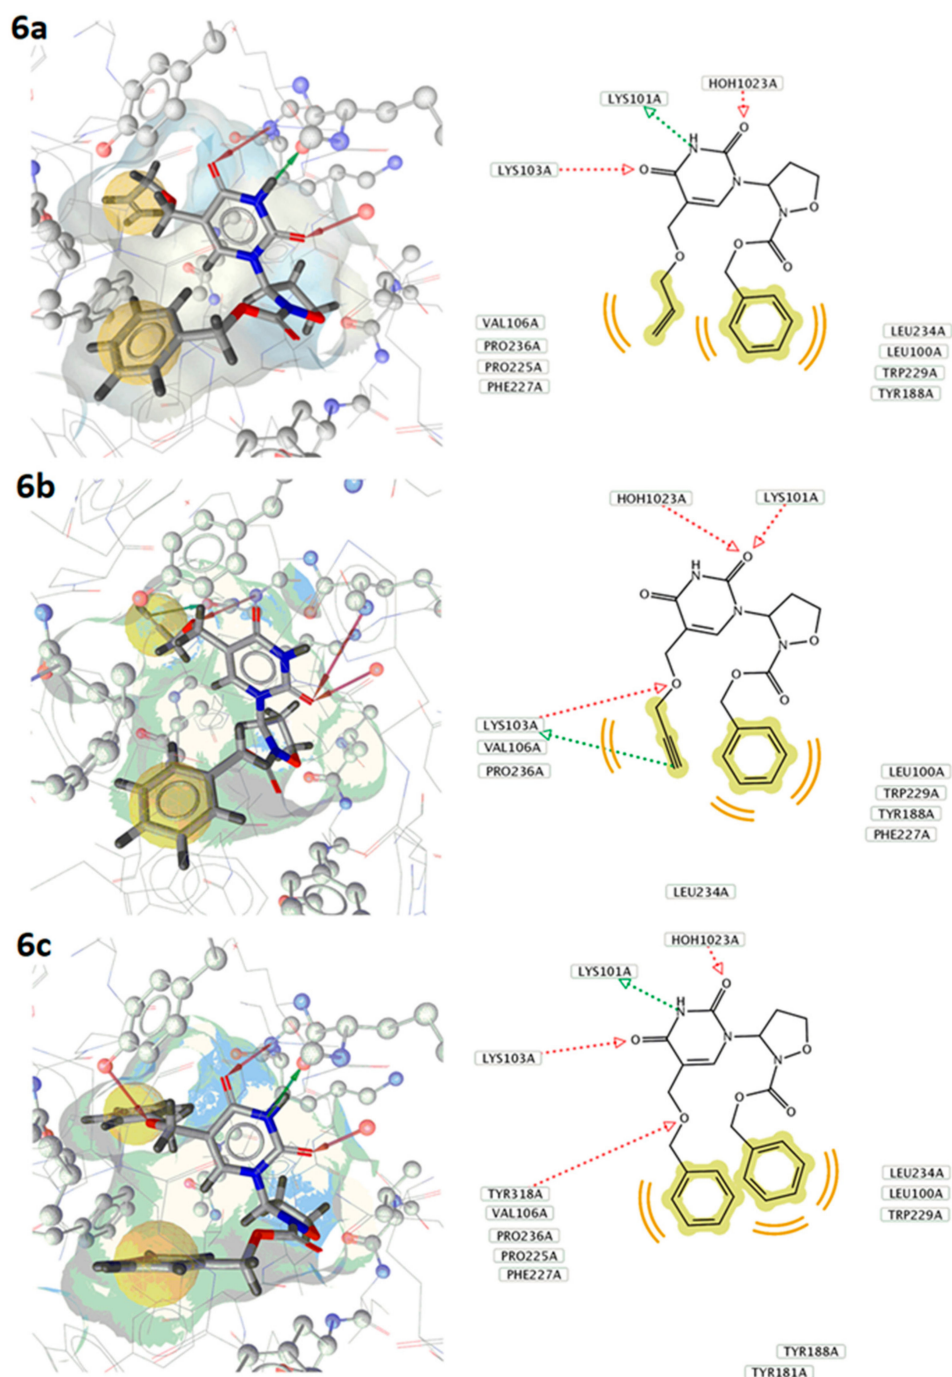 6a
LYS101A
HOH1023A
H
N
O
LYS103A
O
N
N
O
O
O
O
VAL106A
PRO236A
PRO225A
PHE227A
LEU234A
LEU100A
TRP229A
TYR188A
6b
HOH1023A
LYS101A
O
H
N
O
N
N
O
O
O
O
LYS103A
VAL106A
PRO236A
LEU100A
TRP229A
TYR188A
PHE227A
LEU234A
6c
HOH1023A
LYS101A
O
H
N
O
N
N
O
LYS103A
O
O
O
TYR318A
VAL106A
PRO236A
PRO225A
PHE227A
LEU234A
LEU100A
TRP229A
TYR188A
TYR181A